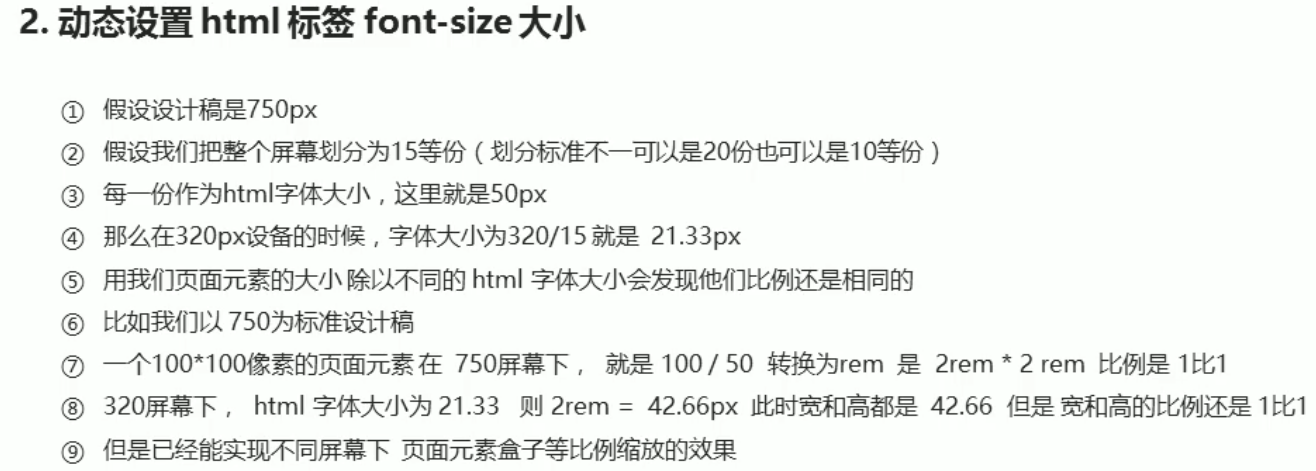 2. 动态设置 html 标签 font-size 大小
① 假设设计稿是750px
② 假设我们把整个屏幕划分为15等份（划分标准不一可以是20份也可以是10等份）
③ 每一份作为html字体大小，这里就是50px
④ 那么在320px设备的时候，字体大小为320/15 就是 21.33px
⑤ 用我们页面元素的大小 除以不同的 html 字体大小会发现他们比例还是相同的
⑥ 比如我们以 750为标准设计稿
⑦ 一个100*100像素的页面元素 在 750屏幕下， 就是 100 / 50 转换为rem 是 2rem * 2 rem 比例是 1比1
⑧ 320屏幕下， html 字体大小为 21.33 则 2rem = 42.66px 此时宽和高都是 42.66 但是 宽和高的比例还是 1比1
⑨ 但是已经能实现不同屏幕下 页面元素盒子等比例缩放的效果